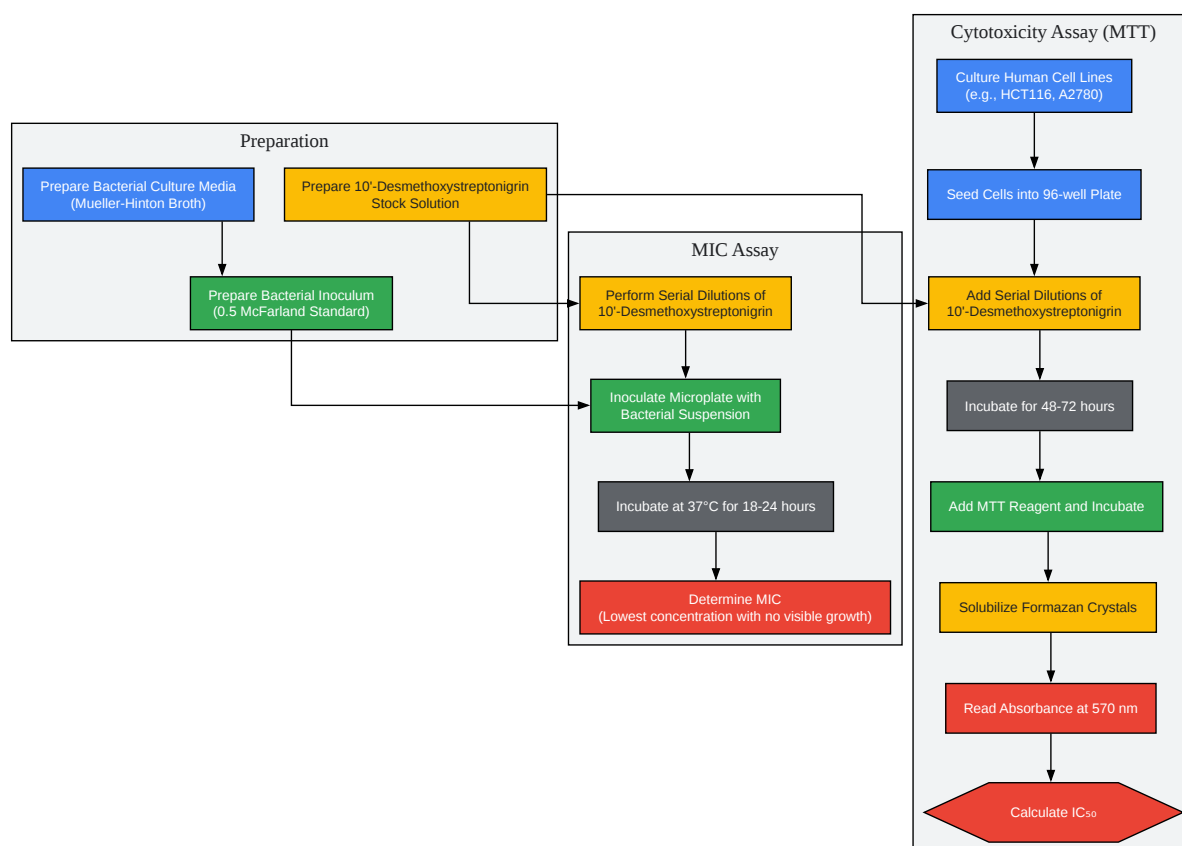 Preparation
Prepare Bacterial Culture Media
(Mueller-Hinton Broth)
Prepare 10'-Desmethoxystreptonigrin
Stock Solution
Prepare Bacterial Inoculum
(0.5 McFarland Standard)
MIC Assay
Perform Serial Dilutions of
10'-Desmethoxystreptonigrin
Inoculate Microplate with
Bacterial Suspension
Incubate at 37°C for 18-24 hours
Determine MIC
(Lowest concentration with no visible growth)
Cytotoxicity Assay (MTT)
Culture Human Cell Lines
(e.g., HCT116, A2780)
Seed Cells into 96-well Plate
Add Serial Dilutions of
10'-Desmethoxystreptonigrin
Incubate for 48-72 hours
Add MTT Reagent and Incubate
Solubilize Formazan Crystals
Read Absorbance at 570 nm
Calculate IC₅₀